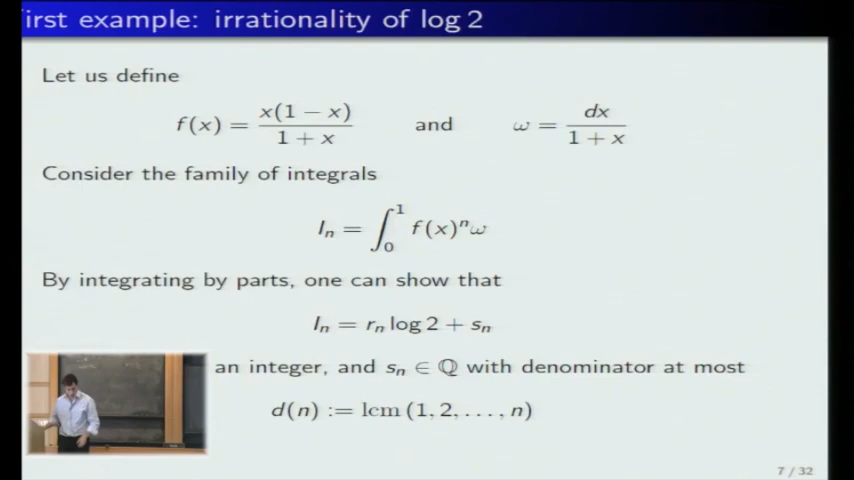 irst example: irrationality of log 2
Let us define
f(x) = x(1 − x) / 1 + x and ω = dx / 1 + x
Consider the family of integrals
I_n = ∫_0^1 f(x)^n ω
By integrating by parts, one can show that
I_n = r_n log 2 + s_n
an integer, and s_n ∈ ℚ with denominator at most
d(n) := lcm (1, 2, . . . , n)
7 / 32